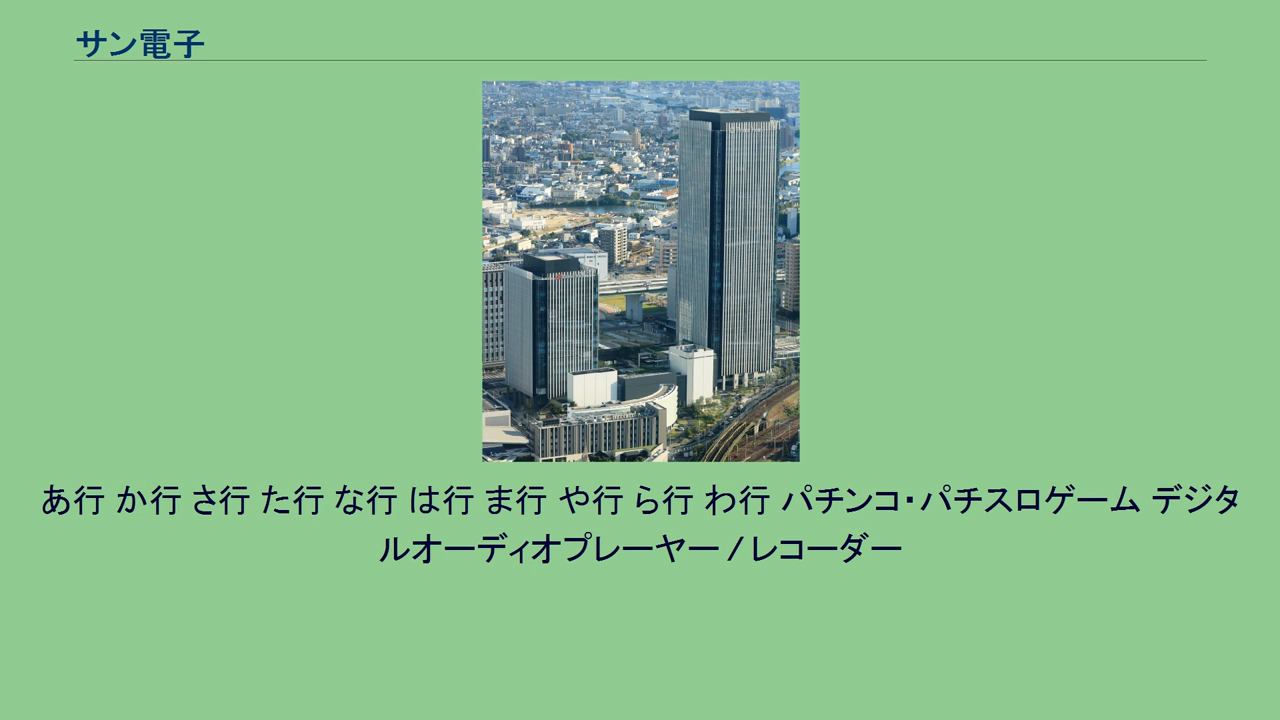 サン電子
あ行 か行 さ行 た行 な行 は行 ま行 や行 ら行 わ行 パチンコ・パチスロゲーム デジタ
ルオーディオプレーヤー / レコーダー